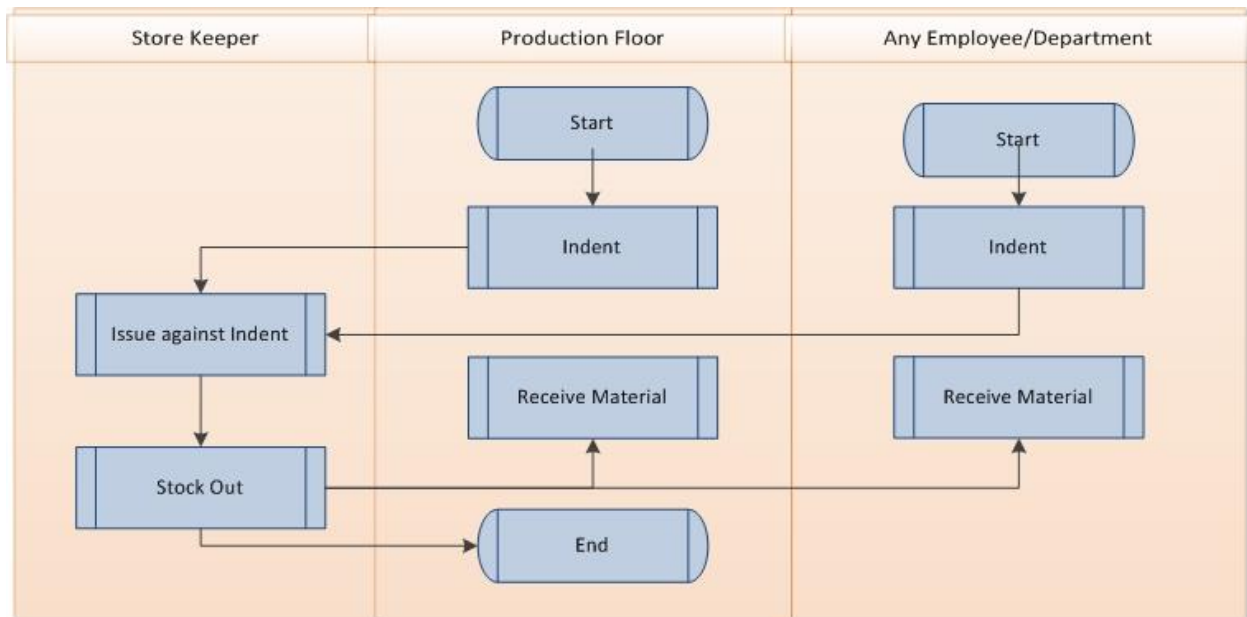 Store Keeper
Production Floor
Any Employee/Department
Start
Start
Indent
Indent
Issue against Indent
Receive Material
Receive Material
Stock Out
End